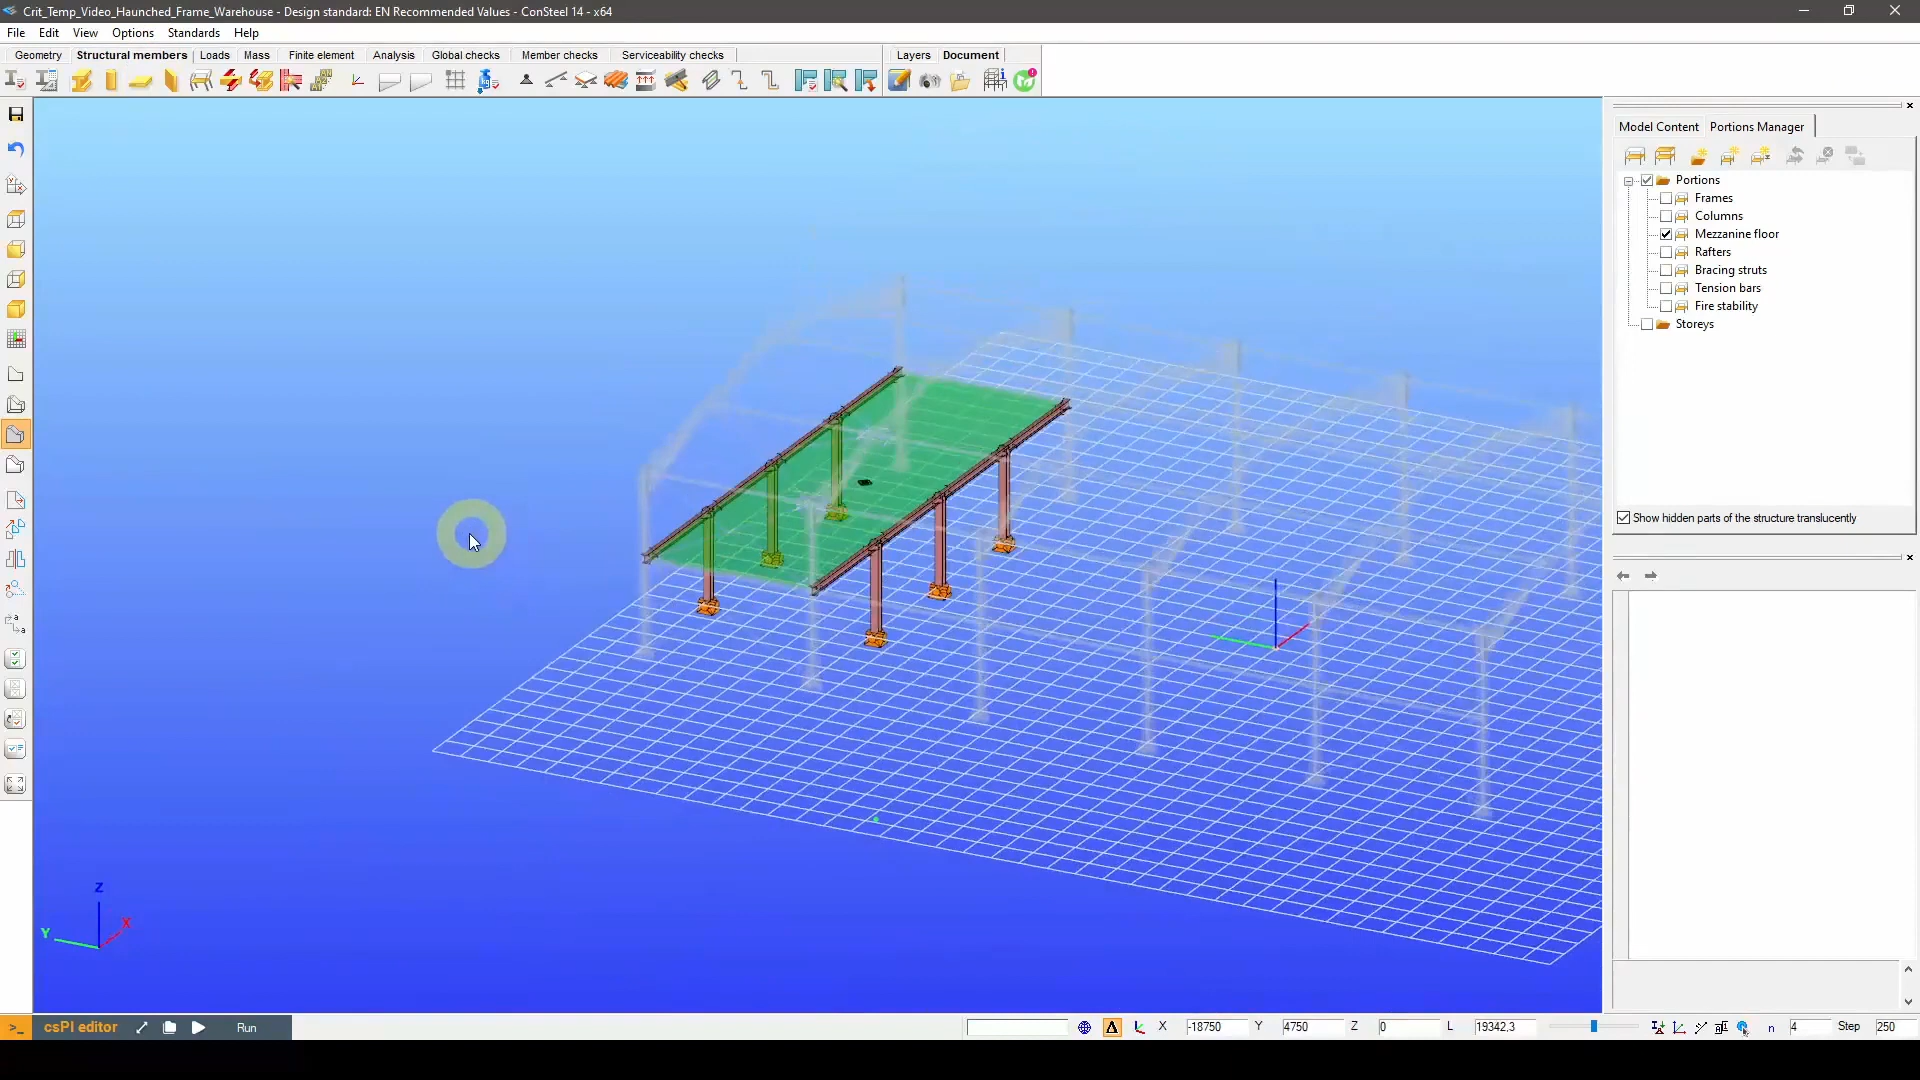 Crit_Temp_Video_Haunched_Frame_Warehouse - Design standard: EN Recommended Values - ConSteel 14 - x64
File Edit View Options Standards Help
Geometry Structural members Loads Mass Finite element Analysis Global checks Member checks Serviceability checks Layers Document
Model Content Portions Manager
Portions
Frames
Columns
Mezzanine floor
Rafters
Bracing struts
Tension bars
Fire stability
Storeys
Show hidden parts of the structure translucently
Z
X
Y
>_ csPI editor Run
X -18750 Y 4750 Z 0 L 19342,3 n 4 Step 250